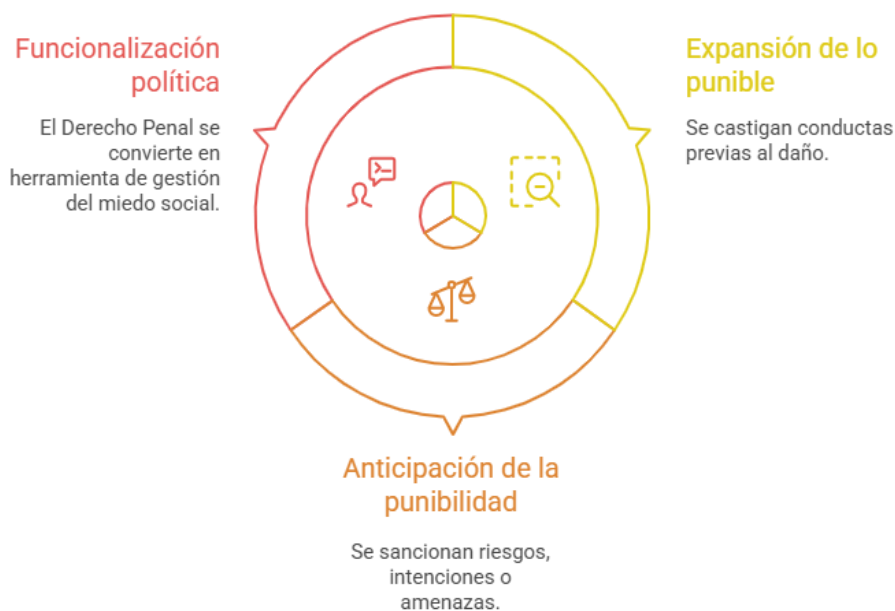 Funcionalización
política
El Derecho Penal se
convierte en
herramienta de gestión
del miedo social.
Expansión de lo
punible
Se castigan conductas
previas al daño.
Anticipación de la
punibilidad
Se sancionan riesgos,
intenciones o
amenazas.